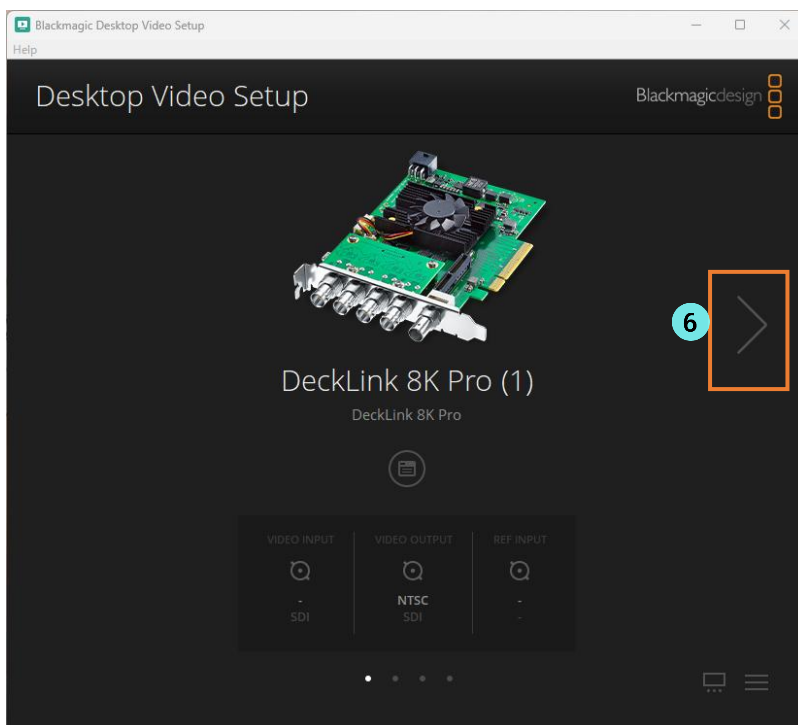 Blackmagic Desktop Video Setup
Help
Desktop Video Setup
Blackmagicdesign
6
DeckLink 8K Pro (1)
DeckLink 8K Pro
VIDEO INPUT VIDEO OUTPUT REF INPUT
- NTSC -
SDI SDI -